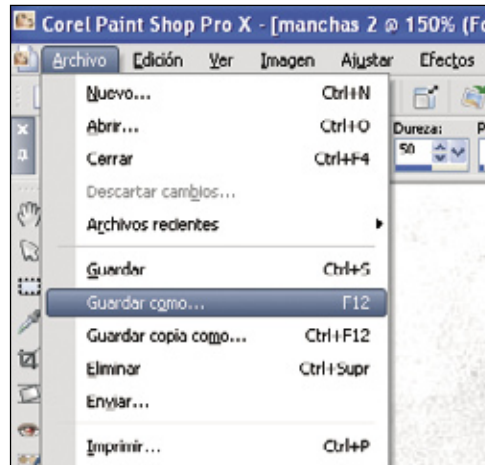 Corel Paint Shop Pro X - [manchas 2 @ 150% (Fo
Archivo Edición Ver Imagen Ajustar Efectos
Nuevo... Ctrl+N
Abrir... Ctrl+O
Dureza: P
50
Cerrar Ctrl+F4
Descartar cambios...
Archivos recientes
Guardar Ctrl+S
Guardar como... F12
Guardar copia como... Ctrl+F12
Eliminar Ctrl+Supr
Enviar...
Imprimir... Ctrl+P